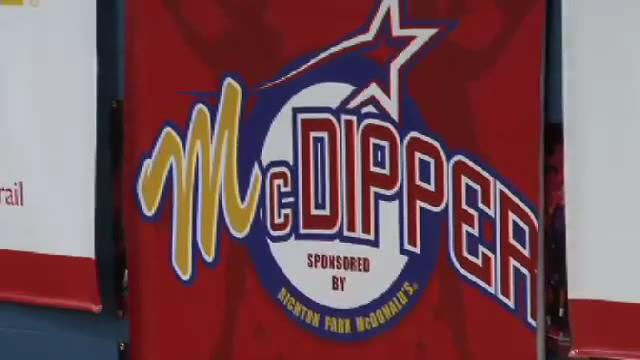 McDIPPER
SPONSORED
BY
RICHTON PARK McDONALD'S®
rail